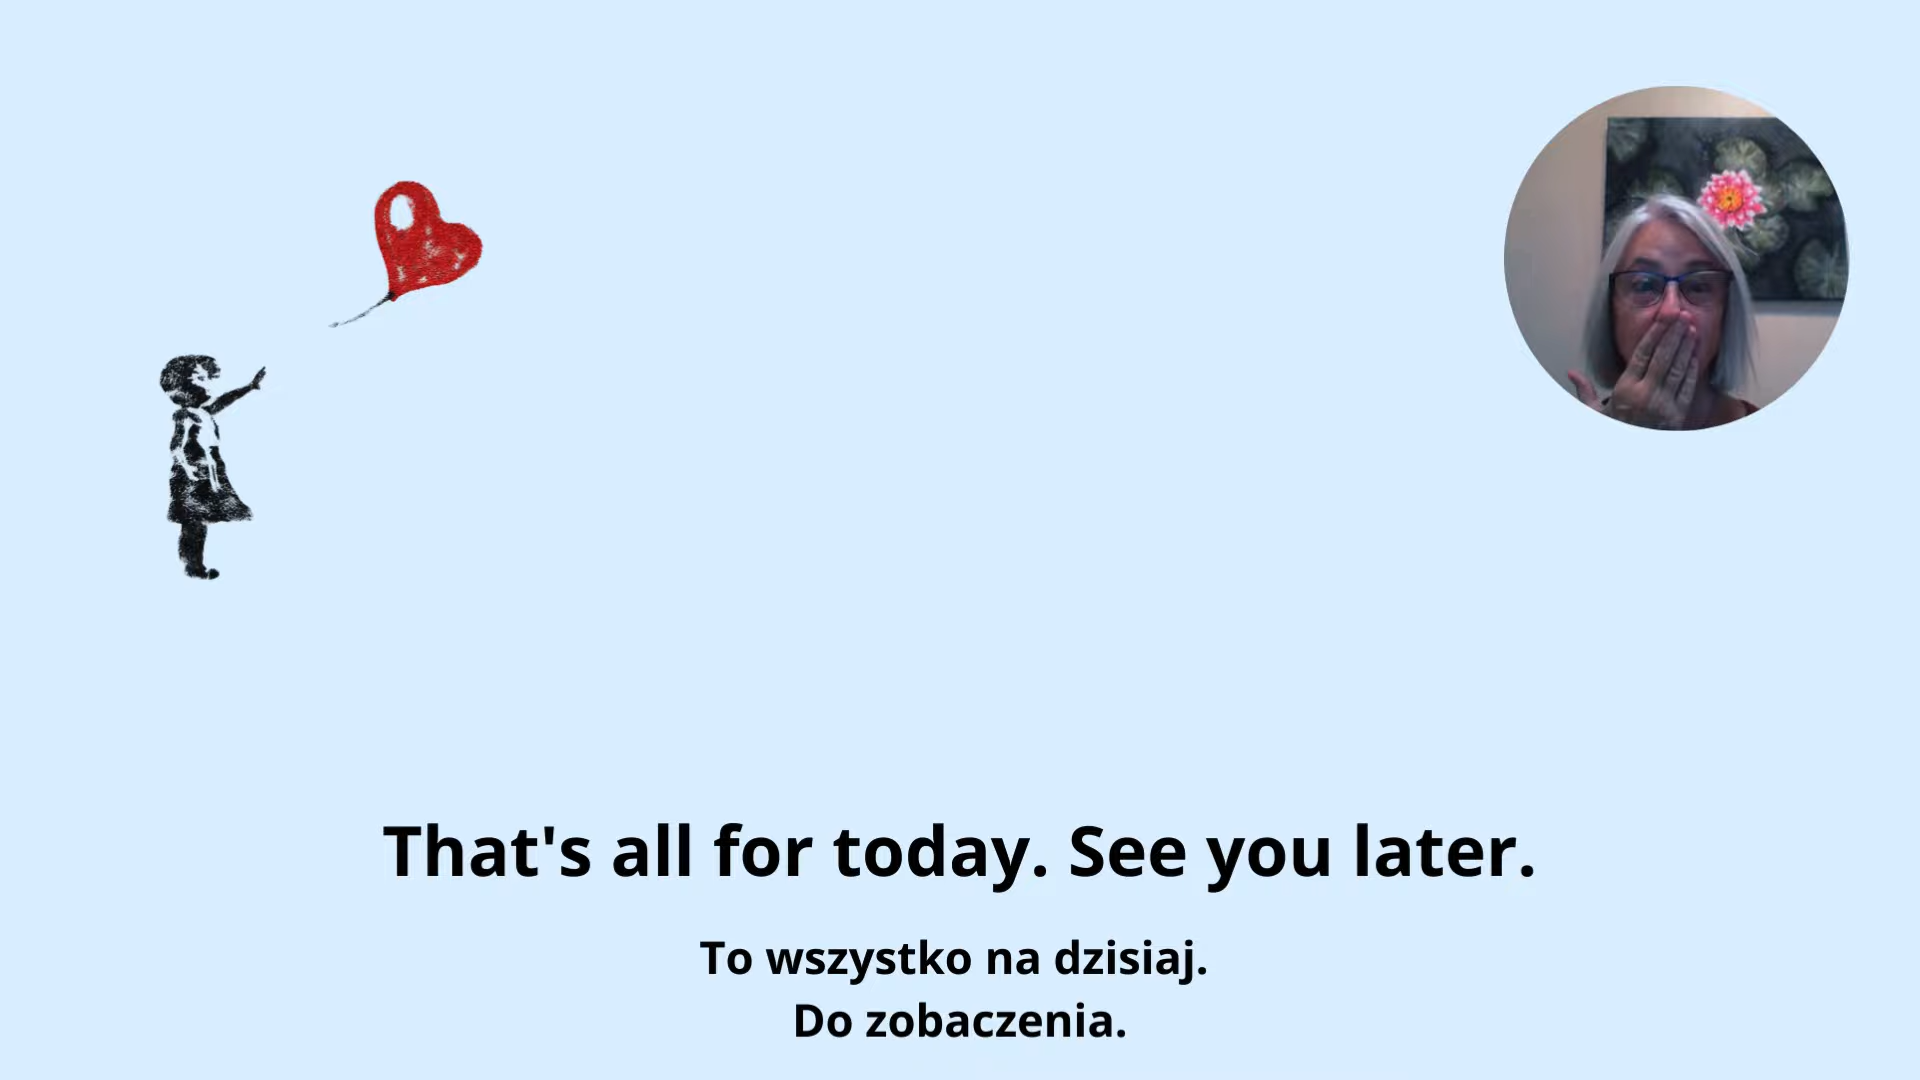 That's all for today. See you later.
To wszystko na dzisiaj.
Do zobaczenia.